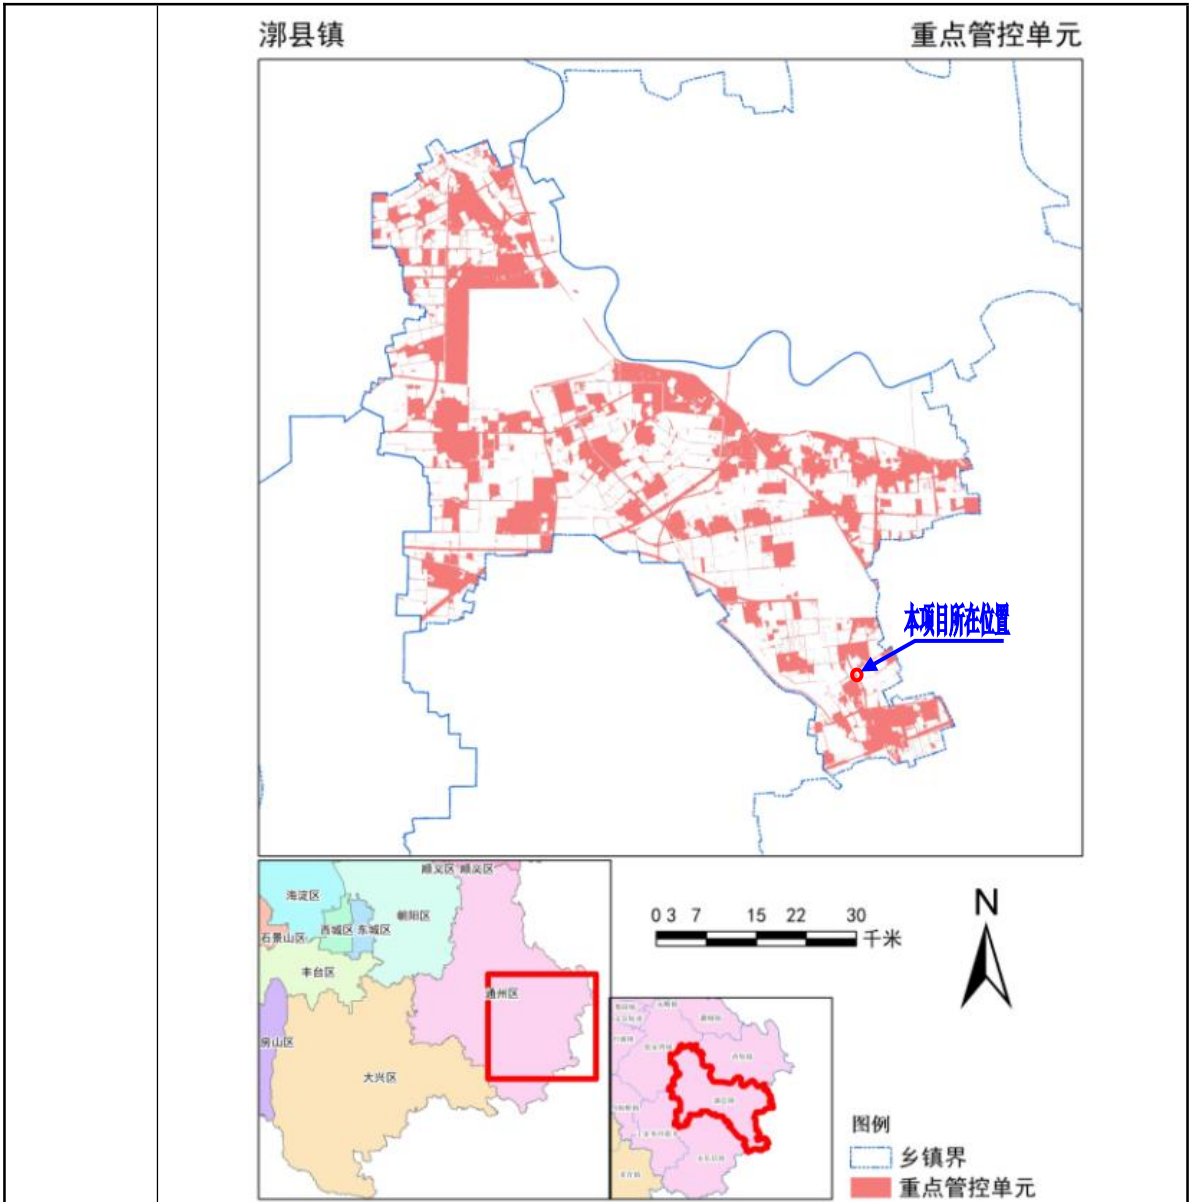 漷县镇
重点管控单元
本项目所在位置
顺义区 顺义区
海淀区
朝阳区
西城区 东城区
石景山区
丰台区
通州区
房山区
大兴区
0 3 7 15 22 30
千米
N
图例
乡镇界
重点管控单元